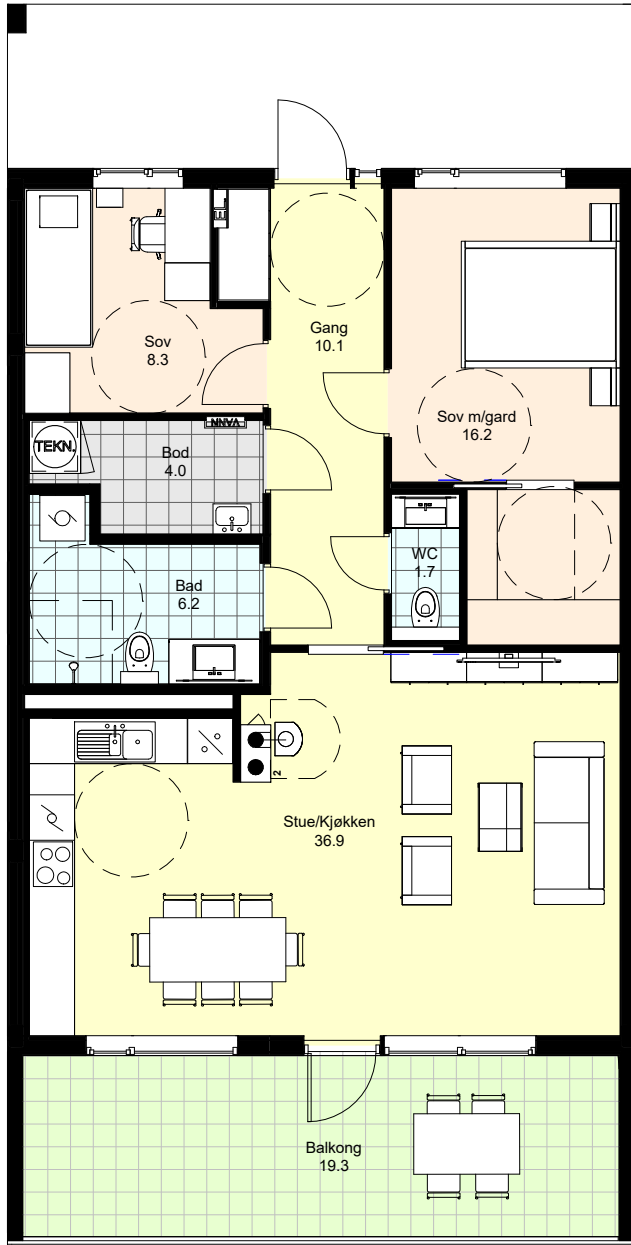 EL
Gang
10.1
Sov
8.3
Sov m/gard
16.2
VANN
TEKN.
Bod
4.0
WC
1.7
Bad
6.2
2
Stue/Kjøkken
36.9
Balkong
19.3